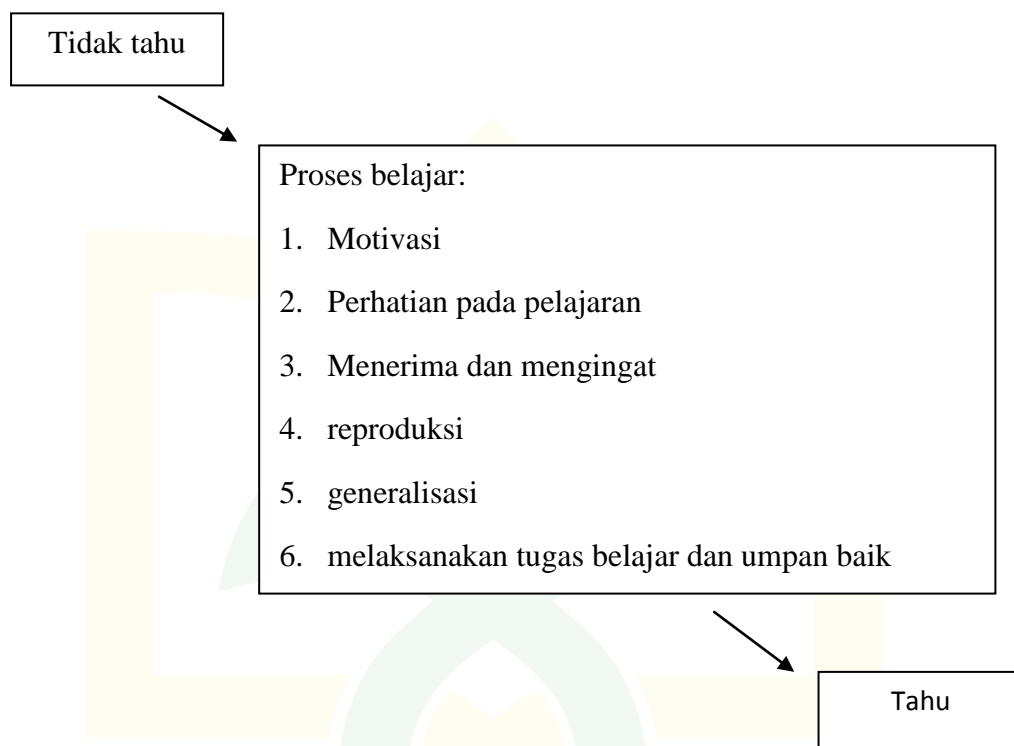 Tidak tahu
Proses belajar:
1. Motivasi
2. Perhatian pada pelajaran
3. Menerima dan mengingat
4. reproduksi
5. generalisasi
6. melaksanakan tugas belajar dan umpan baik
Tahu